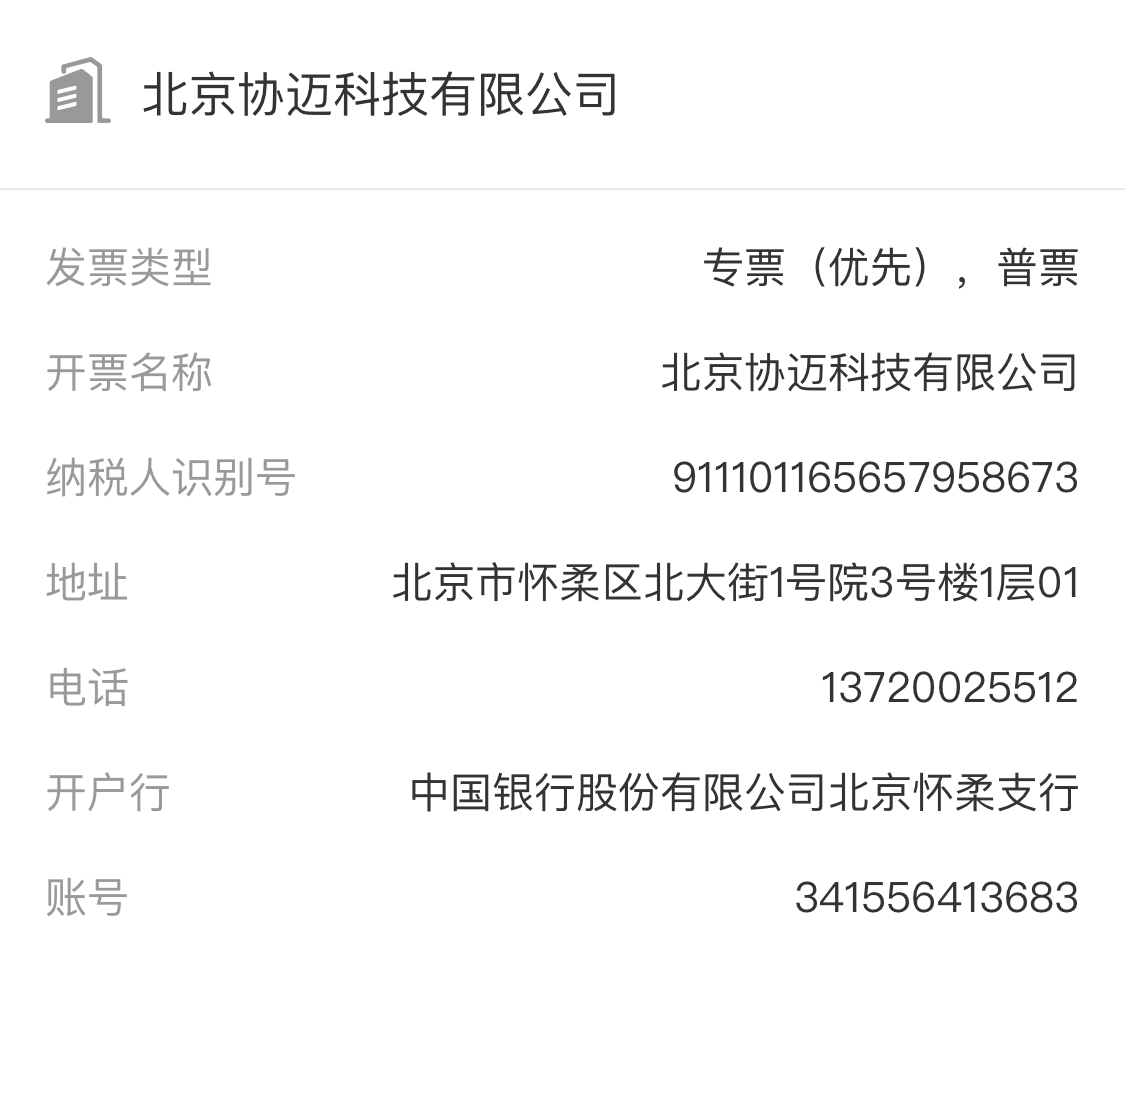 北京协迈科技有限公司
发票类型 专票（优先），普票
开票名称 北京协迈科技有限公司
纳税人识别号 911101165657958673
地址 北京市怀柔区北大街1号院3号楼1层01
电话 13720025512
开户行 中国银行股份有限公司北京怀柔支行
账号 341556413683